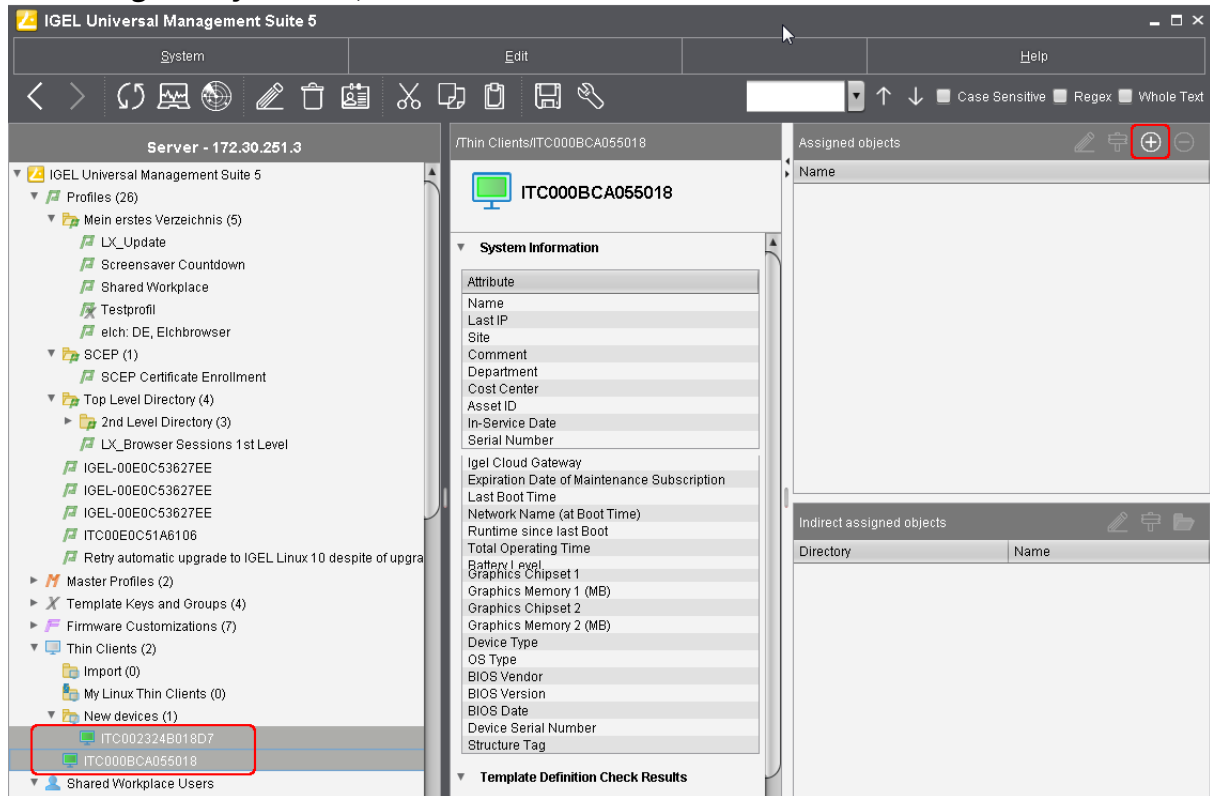 IGEL Universal Management Suite 5
System
Edit
Help
Case Sensitive
Regex
Whole Text
Server - 172.30.251.3
IGEL Universal Management Suite 5
Profiles (26)
Mein erstes Verzeichnis (5)
LX_Update
Screensaver Countdown
Shared Workplace
Testprofil
elch: DE, Elchbrowser
SCEP (1)
SCEP Certificate Enrollment
Top Level Directory (4)
2nd Level Directory (3)
LX_Browser Sessions 1st Level
IGEL-00E0C53627EE
IGEL-00E0C53627EE
IGEL-00E0C53627EE
ITC00E0C51A6106
Retry automatic upgrade to IGEL Linux 10 despite of upgra
Master Profiles (2)
Template Keys and Groups (4)
Firmware Customizations (7)
Thin Clients (2)
Import (0)
My Linux Thin Clients (0)
New devices (1)
ITC002324B018D7
ITC000BCA055018
Shared Workplace Users
/Thin Clients/ITC000BCA055018
ITC000BCA055018
System Information
Attribute
Name
Last IP
Site
Comment
Department
Cost Center
Asset ID
In-Service Date
Serial Number
Igel Cloud Gateway
Expiration Date of Maintenance Subscription
Last Boot Time
Network Name (at Boot Time)
Runtime since last Boot
Total Operating Time
Battery Level
Graphics Chipset 1
Graphics Memory 1 (MB)
Graphics Chipset 2
Graphics Memory 2 (MB)
Device Type
OS Type
BIOS Vendor
BIOS Version
BIOS Date
Device Serial Number
Structure Tag
Template Definition Check Results
Assigned objects
Name
Indirect assigned objects
Directory
Name